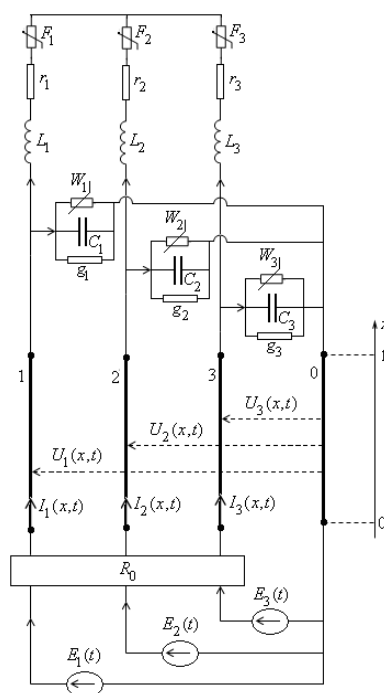 F1 F2 F3
r1 r2 r3
L1 L2 L3
W1
C1
g1
W2
C2
g2
W3
C3
g3
z
1 2 3 0 1
U3(x,t)
U2(x,t)
U1(x,t)
I1(x,t) I2(x,t) I3(x,t)
0
R0
E3(t)
E2(t)
E1(t)